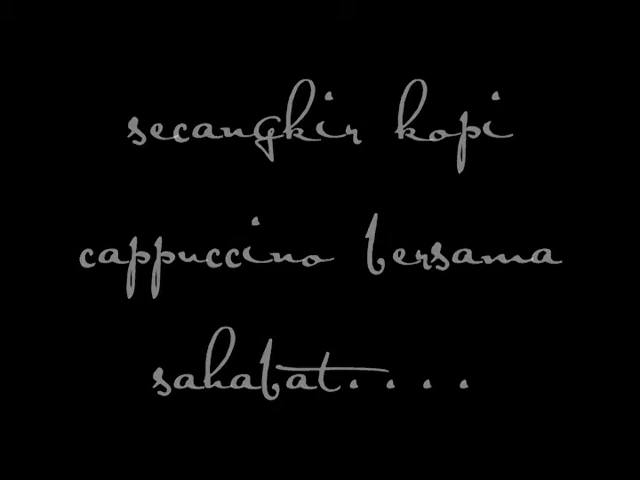 secangkir kopi
cappuccino bersama
sahabat....